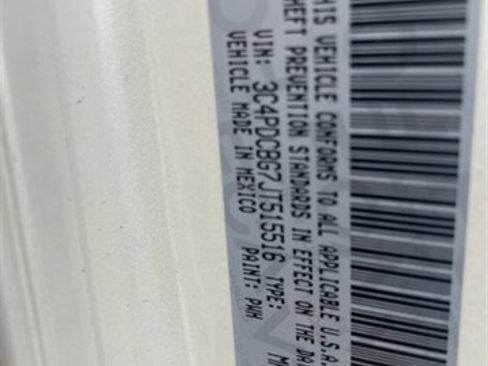 THIS VEHICLE CONFORMS TO ALL APPLICABLE U.S.A.
THEFT PREVENTION STANDARDS IN EFFECT ON THE DA
VIN: 3C4PDCBG7JT515516 TYPE: M
VEHICLE MADE IN MEXICO PAINT: PWH